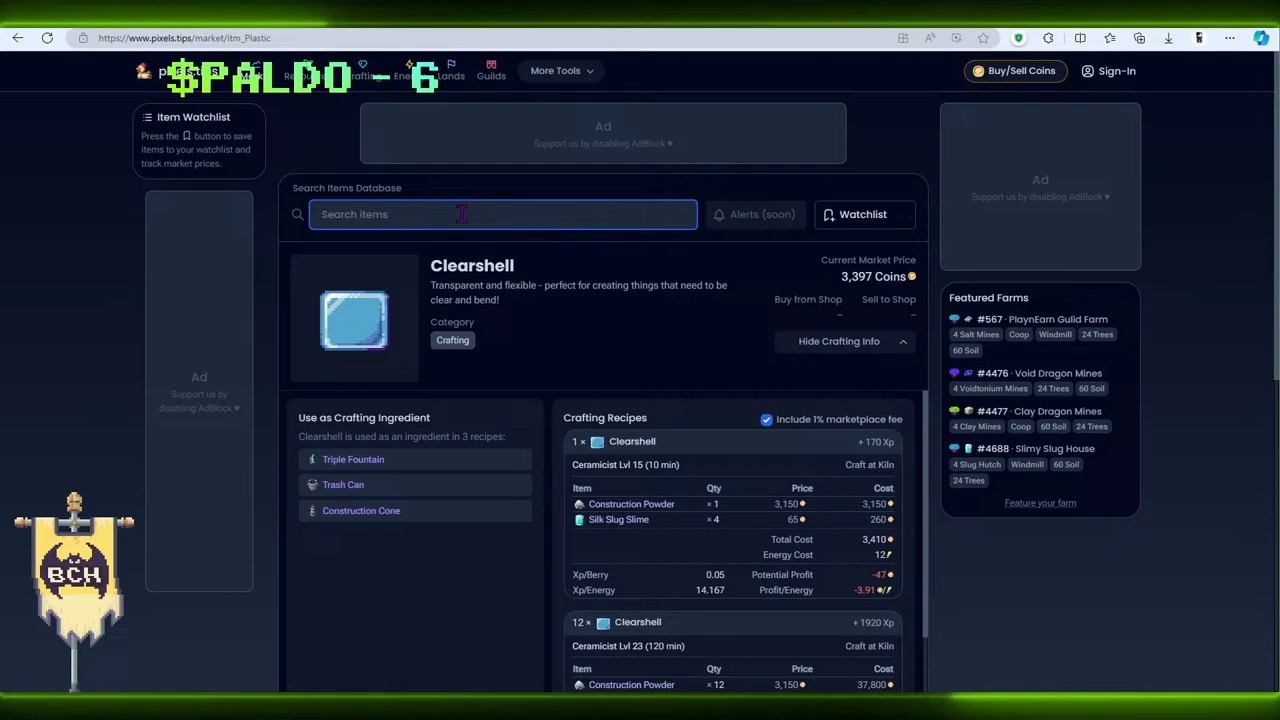 https://www.pixels.tips/market/itm_Plastic
pixels.tips
Lands
Guilds
More Tools
Buy/Sell Coins
Sign-In
$PALDO - 6
Item Watchlist
Press the button to save
items to your watchlist and
track market prices.
Ad
Support us by disabling AdBlock ♥
Ad
Support us by disabling AdBlock ♥
Ad
Support us by
disabling AdBlock ♥
Search Items Database
Search items
Alerts (soon)
Watchlist
Clearshell
Transparent and flexible - perfect for creating things that need to be
clear and bend!
Category
Crafting
Current Market Price
3,397 Coins
Buy from Shop
Sell to Shop
–
–
Hide Crafting Info
Use as Crafting Ingredient
Clearshell is used as an ingredient in 3 recipes:
Triple Fountain
Trash Can
Construction Cone
Crafting Recipes
Include 1% marketplace fee
1 × Clearshell + 170 Xp
Ceramicist Lvl 15 (10 min) Craft at Kiln
Item Qty Price Cost
Construction Powder × 1 3,150 3,150
Silk Slug Slime × 4 65 260
Total Cost 3,410
Energy Cost 12
Xp/Berry 0.05 Potential Profit -47
Xp/Energy 14.167 Profit/Energy -3.91
12 × Clearshell + 1920 Xp
Ceramicist Lvl 23 (120 min) Craft at Kiln
Item Qty Price Cost
Construction Powder × 12 3,150 37,800
Featured Farms
#567 · PlaynEarn Guild Farm
4 Salt Mines Coop Windmill 24 Trees
60 Soil
#4476 · Void Dragon Mines
4 Voidtonium Mines 24 Trees 60 Soil
#4477 · Clay Dragon Mines
4 Clay Mines Coop 60 Soil 24 Trees
#4688 · Slimy Slug House
4 Slug Hutch Windmill 60 Soil
24 Trees
Feature your farm
BCH